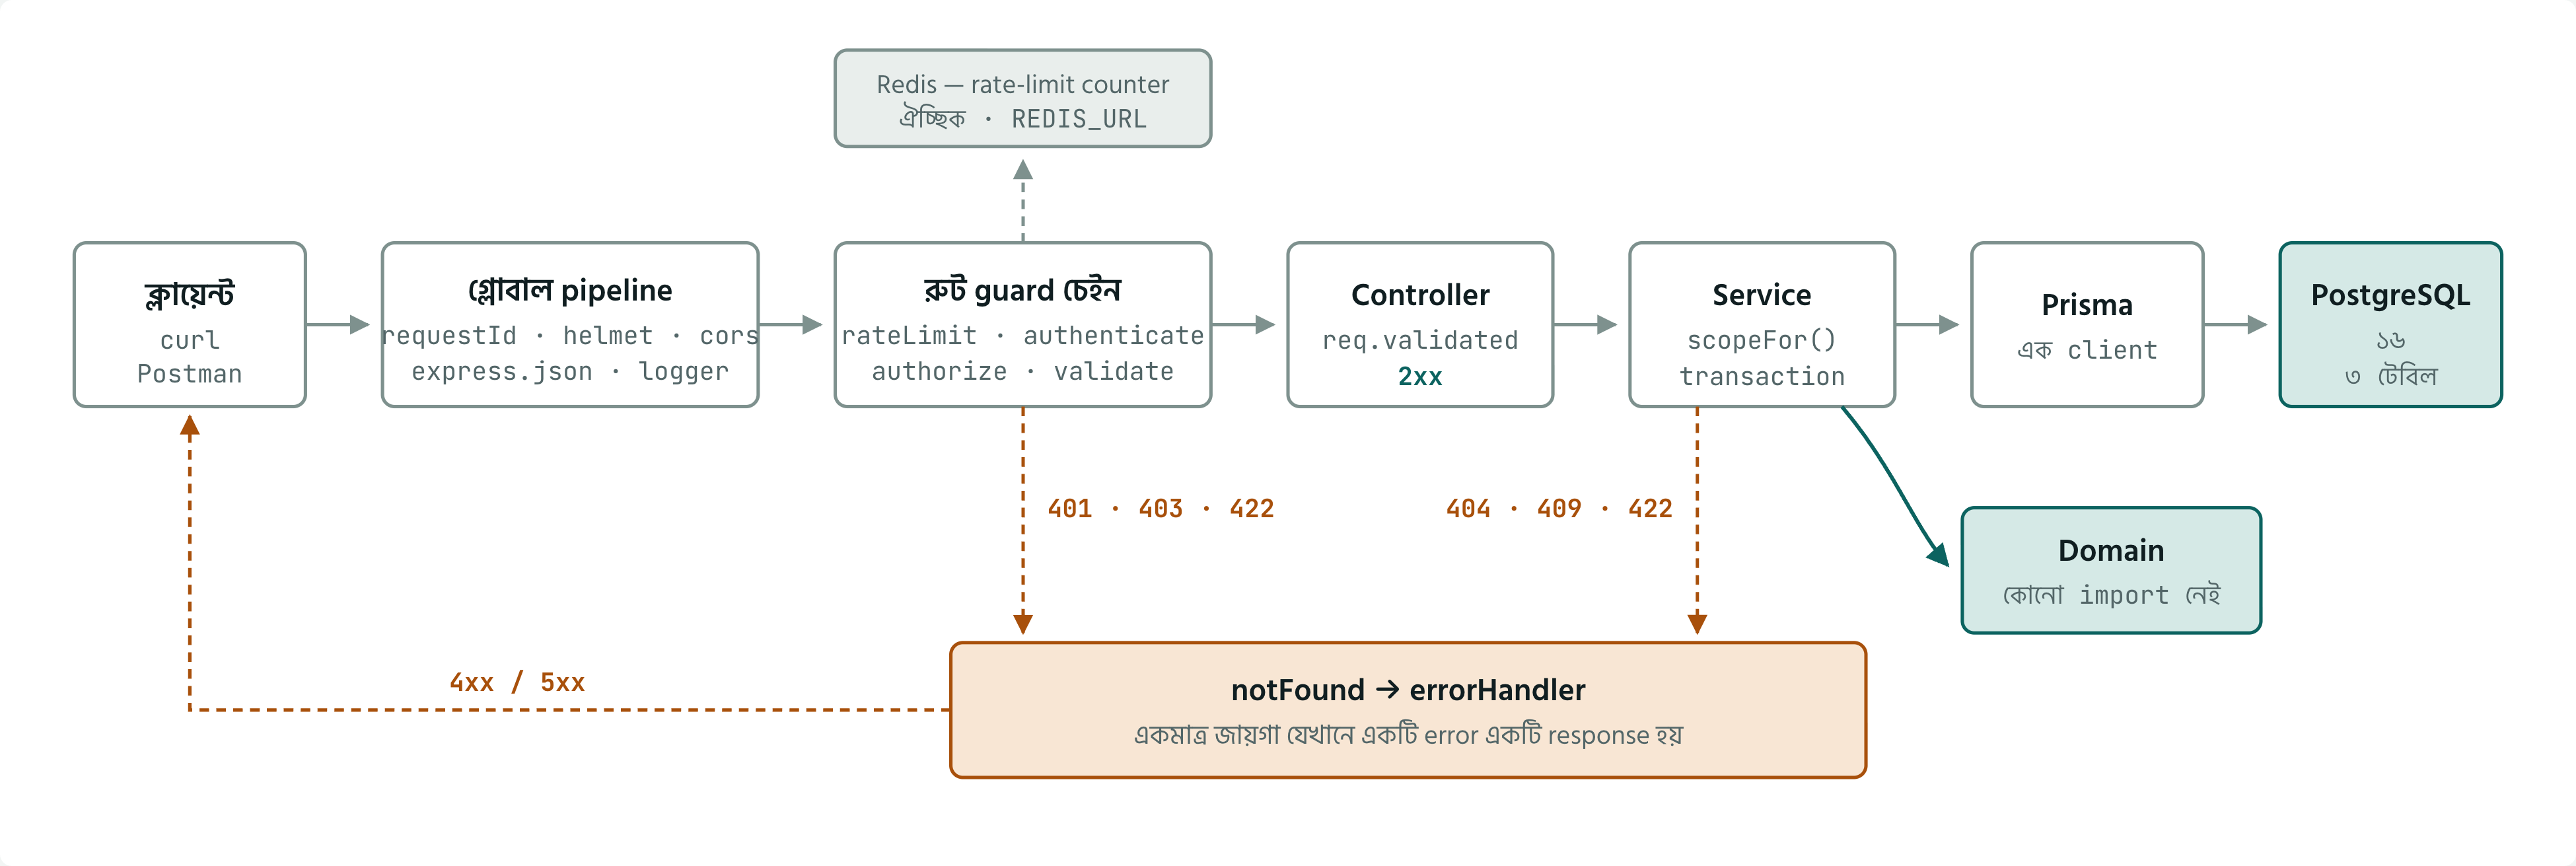 Redis — rate-limit counter
ঐচ্ছিক · REDIS_URL
ক্লায়েন্ট
curl
Postman
গ্লোবাল pipeline
requestId · helmet · cors
express.json · logger
রুট guard চেইন
rateLimit · authenticate
authorize · validate
Controller
req.validated
2xx
Service
scopeFor()
transaction
Prisma
এক client
PostgreSQL
১৬
৩ টেবিল
401 · 403 · 422
404 · 409 · 422
Domain
কোনো import নেই
4xx / 5xx
notFound → errorHandler
একমাত্র জায়গা যেখানে একটি error একটি response হয়